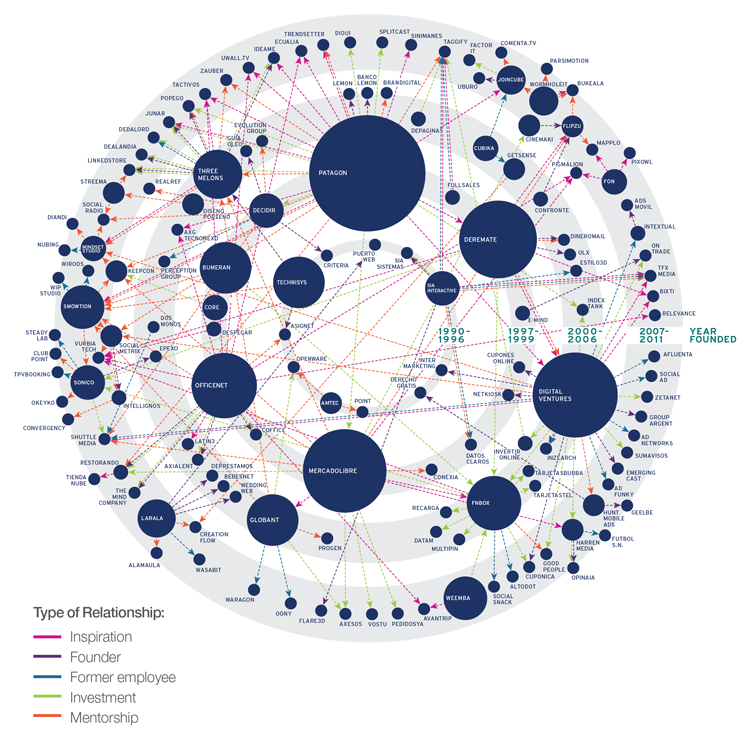 DIOUI
SPLITCAST
SINIMANES
TAGGIFY
FACTOR
IT
COMENTA.TV
PARSIMOTION
TRENDSETTER
ECUALIA
IDEAME
UWALL.TV
ZAUBER
TACTIVOS
POPEGO
JUNAR
DEDALORD
DEALANDIA
LINKEDSTORE
STREEMA
SOCIAL
RADIO
DIANDI
NUBING
WIROOS
WIP
STUDIO
LEMON
BANCO
LEMON
BRANDIGITAL
UBURO
JOINCUBE
WORMHOLEIT
BUKEALA
EVOLUTION
GROUP
GUIA
OLEO
DEPAGINAS
CINEMAKI
FLIPZU
CUBIKA
GETSENSE
MAPPLO
PIXOWL
PIGMALION
FON
THREE
MELONS
PATAGON
REALREF
FULLSALES
CONFRONTE
ADS
MOVIL
DISENO
PORTENO
DECIDIR
AXG
TECNONEXO
DEREMATE
DINEROMAIL
OLX
INTEXTUAL
ON
TRADE
MINDSET
STUDIO
KEEPCON
PERCEPTION
GROUP
BUMERAN
CRITERIA
PUERTO
WEB
SIA
SISTEMAS
ESTILO3D
TFX
MEDIA
SMOWTION
TECHNISYS
SIA
INTERACTIVE
BIXTI
CORE
E-MIND
INDEX
TANK
RELEVANCE
DOS
MONOS
DESPEGAR
ASIGNET
1990-
1996
1997-
1999
2000-
2006
2007-
2011
YEAR
FOUNDED
STEADY
LAB
VURBIA
TECH
SOCIAL
METRIX
EPEXO
CLUB
POINT
TPVBOOKING
SONICO
OPENWARE
INTER
MARKETING
CUPONES
ONLINE
AFLUENTA
SOCIAL
AD
OFFICENET
DERECHO
GRATIS
NETKIOSK
DIGITAL
VENTURES
ZETANET
OKEYKO
INTELLIGNOS
AMTEC
POINT
GROUP
ARGENT
CONVERGENCY
SHUTTLE
MEDIA
COFFICE
LATIN3
DATOS
CLAROS
INVERTIR
ONLINE
INZEARCH
AD
NETWORKS
SUMAVISOS
RESTORANDO
AXIALENT
DEPRESTAMOS
BEBESNET
MERCADOLIBRE
CONEXIA
TARJETASBUBBA
EMERGING
CAST
TIENDA
NUBE
THE
MIND
COMPANY
WEDDING
WEB
TARJETASTEL
AD
FUNKY
RECARGA
FNBOX
HUNT
MOBILE
ADS
GEELBE
LARALA
GLOBANT
CREATION
FLOW
PROGEN
DATAM
MULTIPIN
HARREN
MEDIA
FUTBOL
S.N.
ALAMAULA
WASABIT
GOOD
PEOPLE
CUPONICA
OPINAIA
ALTODOT
WARAGON
OONY
FLARE3D
AXESOS
VOSTU
PEDIDOSYA
AVANTRIP
WEEMBA
SOCIAL
SNACK
Type of Relationship:
Inspiration
Founder
Former employee
Investment
Mentorship